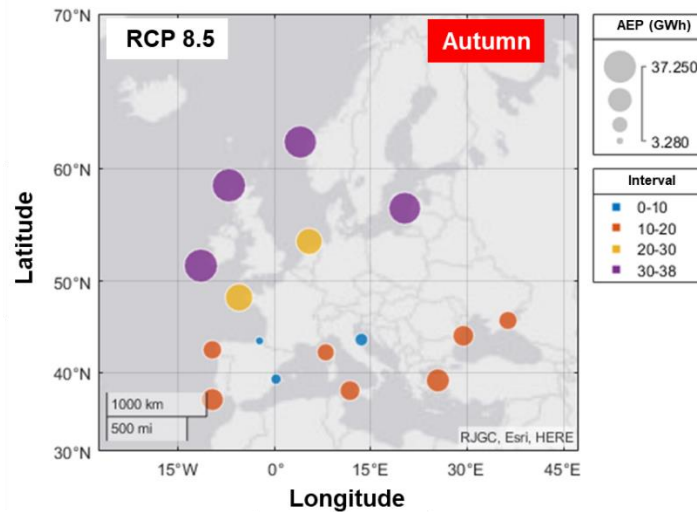 70°N
RCP 8.5
Autumn
AEP (GWh)
37.250
3.280
60°N
Interval
0-10
10-20
20-30
30-38
Latitude
50°N
40°N
1000 km
500 mi
RJGC, Esri, HERE
30°N
15°W
0°
15°E
30°E
45°E
Longitude